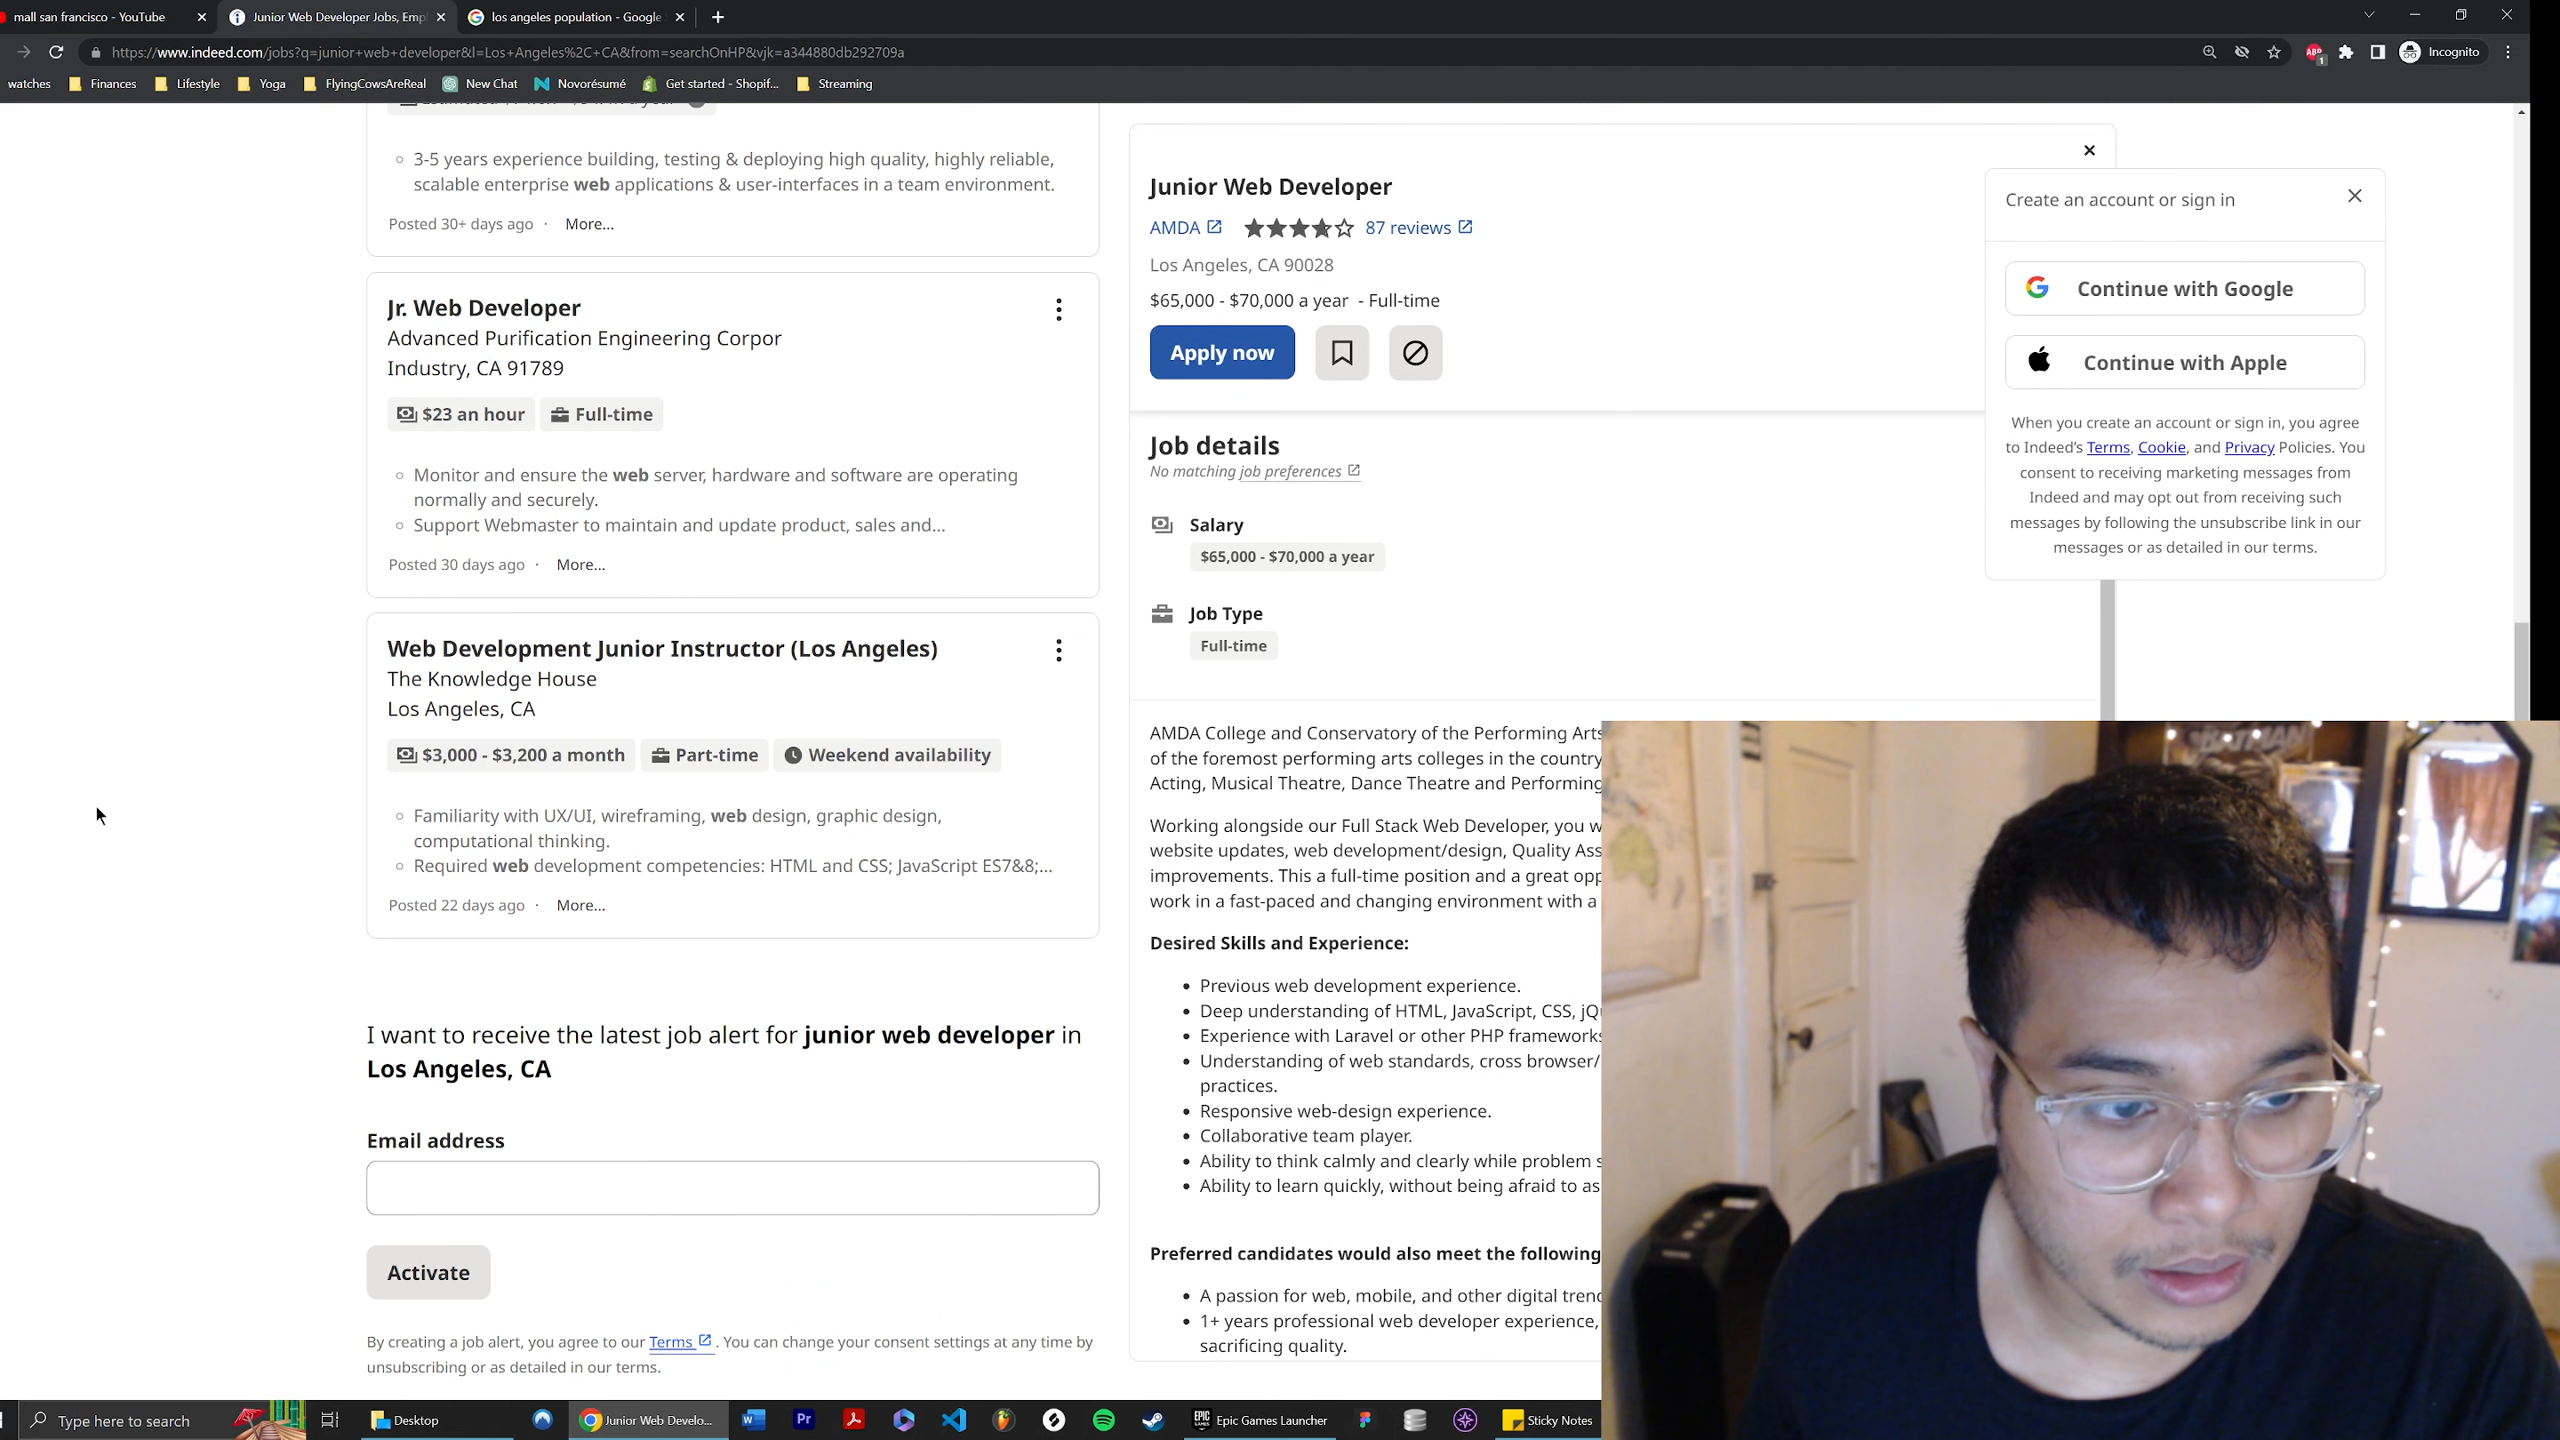 mall san francisco - YouTube
Junior Web Developer Jobs, Emp
los angeles population - Google
https://www.indeed.com/jobs?q=junior+web+developer&l=Los+Angeles%2C+CA&from=searchOnHP&vjk=a344880db292709a
ABP
1
Incognito
watches
Finances
Lifestyle
Yoga
FlyingCowsAreReal
New Chat
Novorésumé
Get started - Shopif...
Streaming
3-5 years experience building, testing & deploying high quality, highly reliable,
scalable enterprise web applications & user-interfaces in a team environment.
Posted 30+ days ago · More...
Jr. Web Developer
Advanced Purification Engineering Corpor
Industry, CA 91789
$23 an hour
Full-time
Monitor and ensure the web server, hardware and software are operating
normally and securely.
Support Webmaster to maintain and update product, sales and...
Posted 30 days ago · More...
Web Development Junior Instructor (Los Angeles)
The Knowledge House
Los Angeles, CA
$3,000 - $3,200 a month
Part-time
Weekend availability
Familiarity with UX/UI, wireframing, web design, graphic design,
computational thinking.
Required web development competencies: HTML and CSS; JavaScript ES7&8;...
Posted 22 days ago · More...
I want to receive the latest job alert for junior web developer in
Los Angeles, CA
Email address
Activate
By creating a job alert, you agree to our Terms . You can change your consent settings at any time by
unsubscribing or as detailed in our terms.
Junior Web Developer
AMDA
87 reviews
Los Angeles, CA 90028
$65,000 - $70,000 a year - Full-time
Apply now
Job details
No matching job preferences
Salary
$65,000 - $70,000 a year
Job Type
Full-time
AMDA College and Conservatory of the Performing Arts
of the foremost performing arts colleges in the country
Acting, Musical Theatre, Dance Theatre and Performing
Working alongside our Full Stack Web Developer, you w
website updates, web development/design, Quality Ass
improvements. This a full-time position and a great opp
work in a fast-paced and changing environment with a
Desired Skills and Experience:
Previous web development experience.
Deep understanding of HTML, JavaScript, CSS, jQu
Experience with Laravel or other PHP frameworks
Understanding of web standards, cross browser/
practices.
Responsive web-design experience.
Collaborative team player.
Ability to think calmly and clearly while problem s
Ability to learn quickly, without being afraid to as
Preferred candidates would also meet the following
A passion for web, mobile, and other digital trend
1+ years professional web developer experience,
sacrificing quality.
Create an account or sign in
Continue with Google
Continue with Apple
When you create an account or sign in, you agree
to Indeed's Terms, Cookie, and Privacy Policies. You
consent to receiving marketing messages from
Indeed and may opt out from receiving such
messages by following the unsubscribe link in our
messages or as detailed in our terms.
Type here to search
Desktop
Junior Web Develo...
Pr
EPIC GAMES
Epic Games Launcher
Sticky Notes